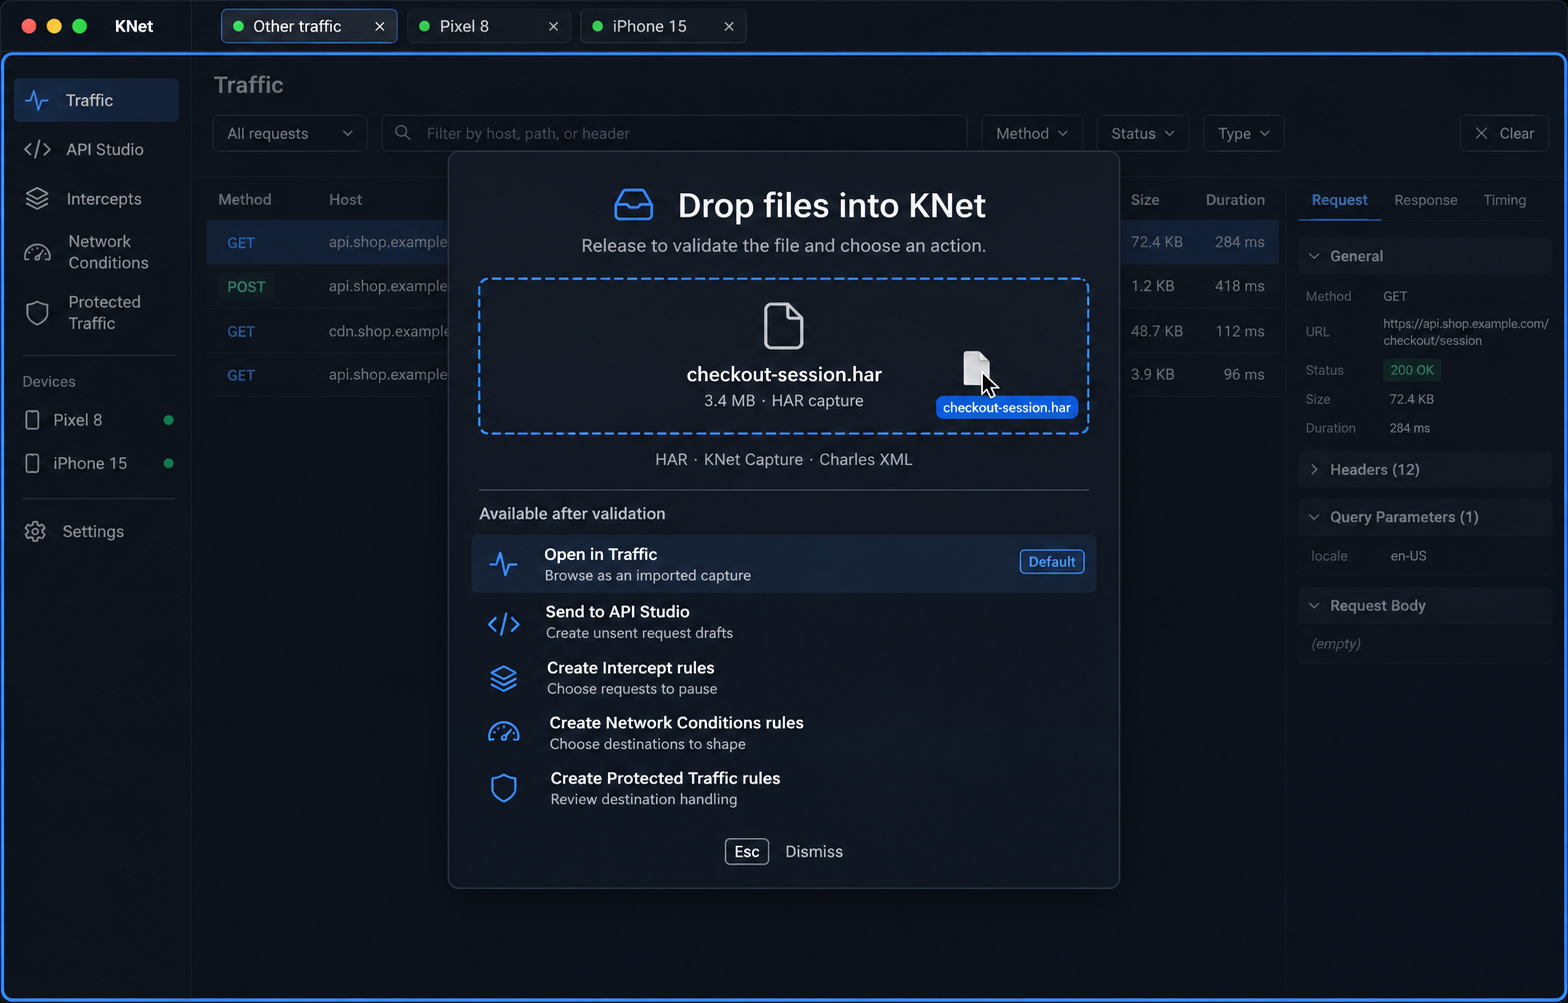 KNet
Other traffic
Pixel 8
iPhone 15
Traffic
API Studio
Intercepts
Network
Conditions
Protected
Traffic
Devices
Pixel 8
iPhone 15
Settings
Traffic
All requests
Filter by host, path, or header
Method
Status
Type
Clear
Method Host Size Duration
GET api.shop.example 72.4 KB 284 ms
POST api.shop.example 1.2 KB 418 ms
GET cdn.shop.example 48.7 KB 112 ms
GET api.shop.example 3.9 KB 96 ms
Drop files into KNet
Release to validate the file and choose an action.
checkout-session.har
3.4 MB · HAR capture
checkout-session.har
HAR · KNet Capture · Charles XML
Available after validation
Open in Traffic
Browse as an imported capture
Default
Send to API Studio
Create unsent request drafts
Create Intercept rules
Choose requests to pause
Create Network Conditions rules
Choose destinations to shape
Create Protected Traffic rules
Review destination handling
Esc Dismiss
Request Response Timing
General
Method GET
URL https://api.shop.example.com/
checkout/session
Status 200 OK
Size 72.4 KB
Duration 284 ms
Headers (12)
Query Parameters (1)
locale en-US
Request Body
(empty)